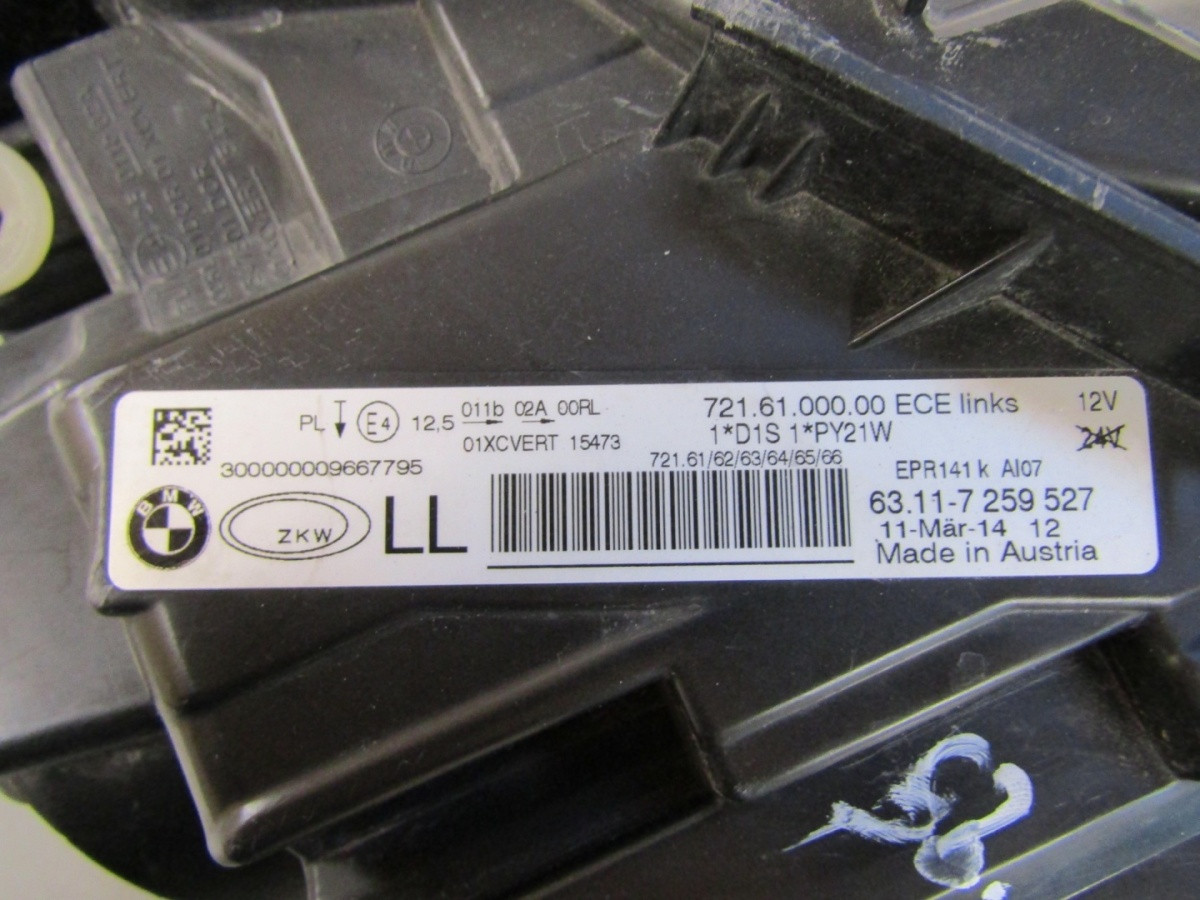 PL E4 12,5 011b 02A 00RL
01XCVERT 15473
300000009667795
BMW
ZKW
LL
721.61.000.00 ECE links
1*D1S 1*PY21W
721.61/62/63/64/65/66
12V
24V
EPR141 k AI07
63.11-7 259 527
11-Mär-14 12
Made in Austria